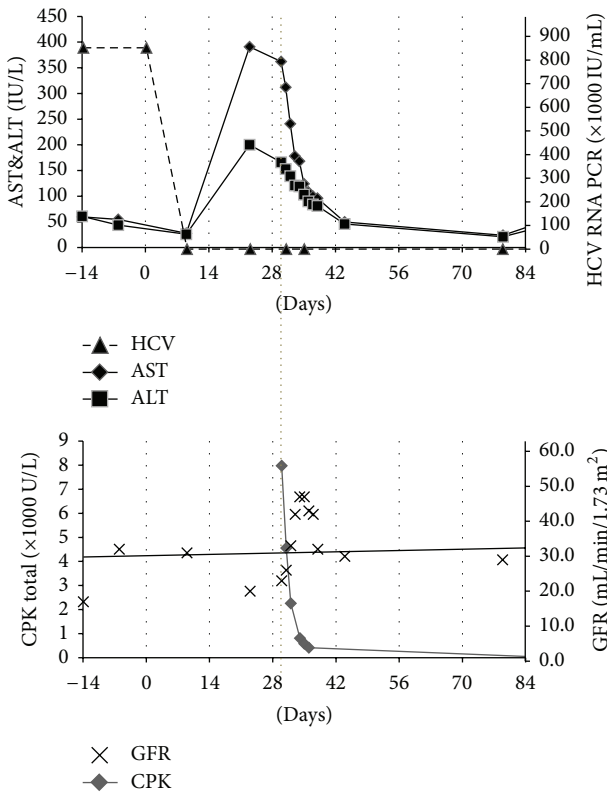 450
400
350
300
250
200
150
100
50
0
AST&ALT (IU/L)
900
800
700
600
500
400
300
200
100
0
HCV RNA PCR (×1000 IU/mL)
−14 0 14 28 42 56 70 84
(Days)
HCV
AST
ALT
9
8
7
6
5
4
3
2
1
0
CPK total (×1000 U/L)
60.0
50.0
40.0
30.0
20.0
10.0
0.0
GFR (mL/min/1.73 m²)
−14 0 14 28 42 56 70 84
(Days)
GFR
CPK